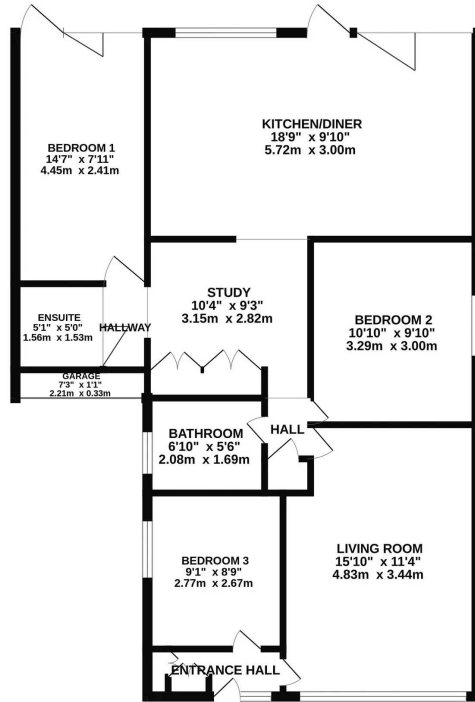 KITCHEN/DINER
18'9" x 9'10"
5.72m x 3.00m
BEDROOM 1
14'7" x 7'11"
4.45m x 2.41m
STUDY
10'4" x 9'3"
3.15m x 2.82m
ENSUITE
5'1" x 5'0"
1.56m x 1.53m
HALLWAY
BEDROOM 2
10'10" x 9'10"
3.29m x 3.00m
GARAGE
7'3" x 1'1"
2.21m x 0.33m
HALL
BATHROOM
6'10" x 5'6"
2.08m x 1.69m
LIVING ROOM
15'10" x 11'4"
4.83m x 3.44m
BEDROOM 3
9'1" x 8'9"
2.77m x 2.67m
ENTRANCE HALL